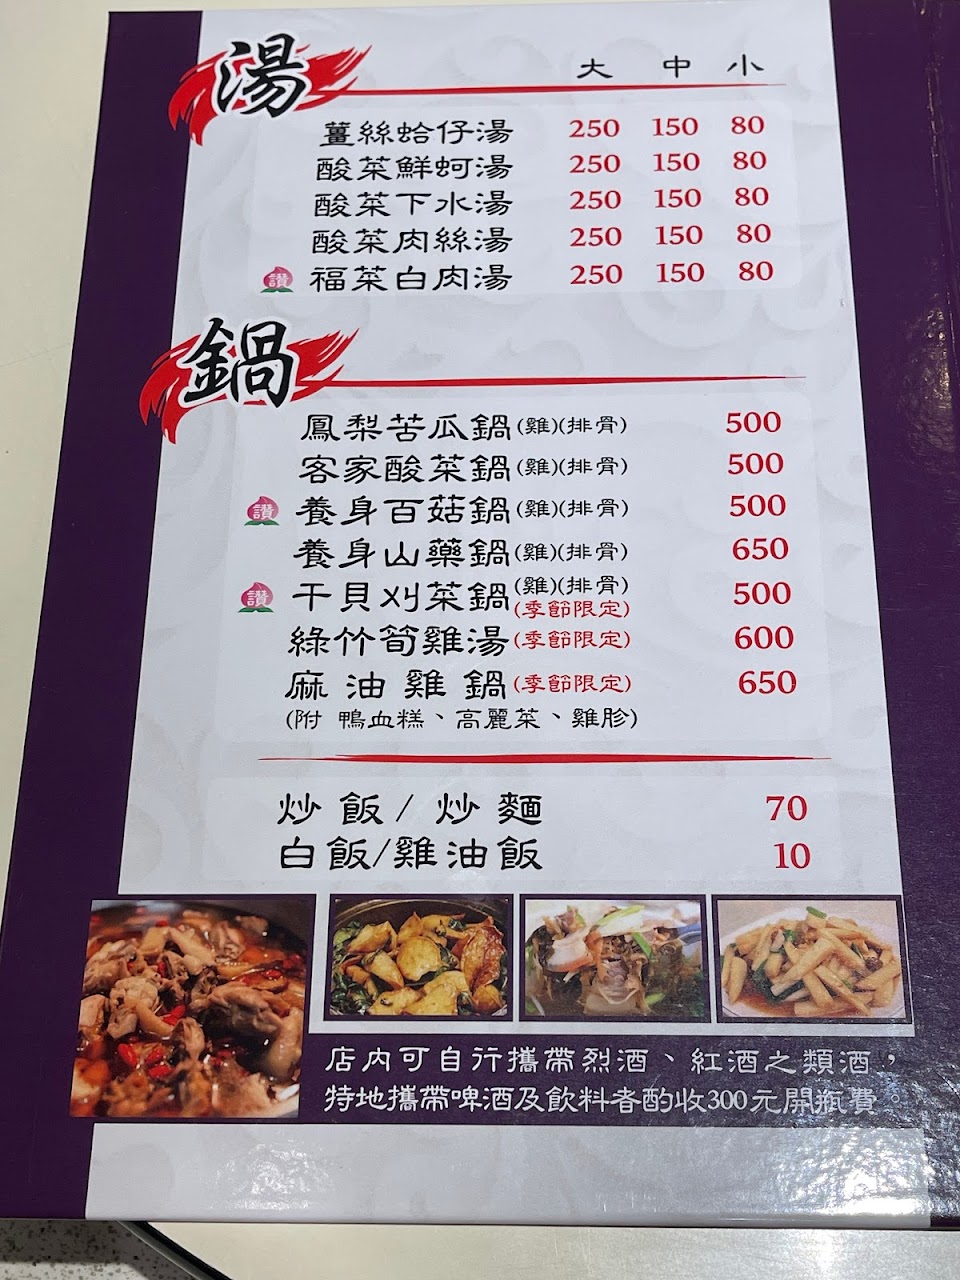 湯 大 中 小
薑絲蛤仔湯 250 150 80
酸菜鮮蚵湯 250 150 80
酸菜下水湯 250 150 80
酸菜肉絲湯 250 150 80
讚 福菜白肉湯 250 150 80
鍋
鳳梨苦瓜鍋(雞)(排骨) 500
客家酸菜鍋(雞)(排骨) 500
讚 養身百菇鍋(雞)(排骨) 500
養身山藥鍋(雞)(排骨) 650
讚 干貝刈菜鍋(雞)(排骨)(季節限定) 500
綠竹筍雞湯(季節限定) 600
麻油雞鍋(季節限定) 650
(附 鴨血糕、高麗菜、雞胗)
炒飯/炒麵 70
白飯/雞油飯 10
店內可自行攜帶烈酒、紅酒之類酒，
特地攜帶啤酒及飲料者酌收300元開瓶費。